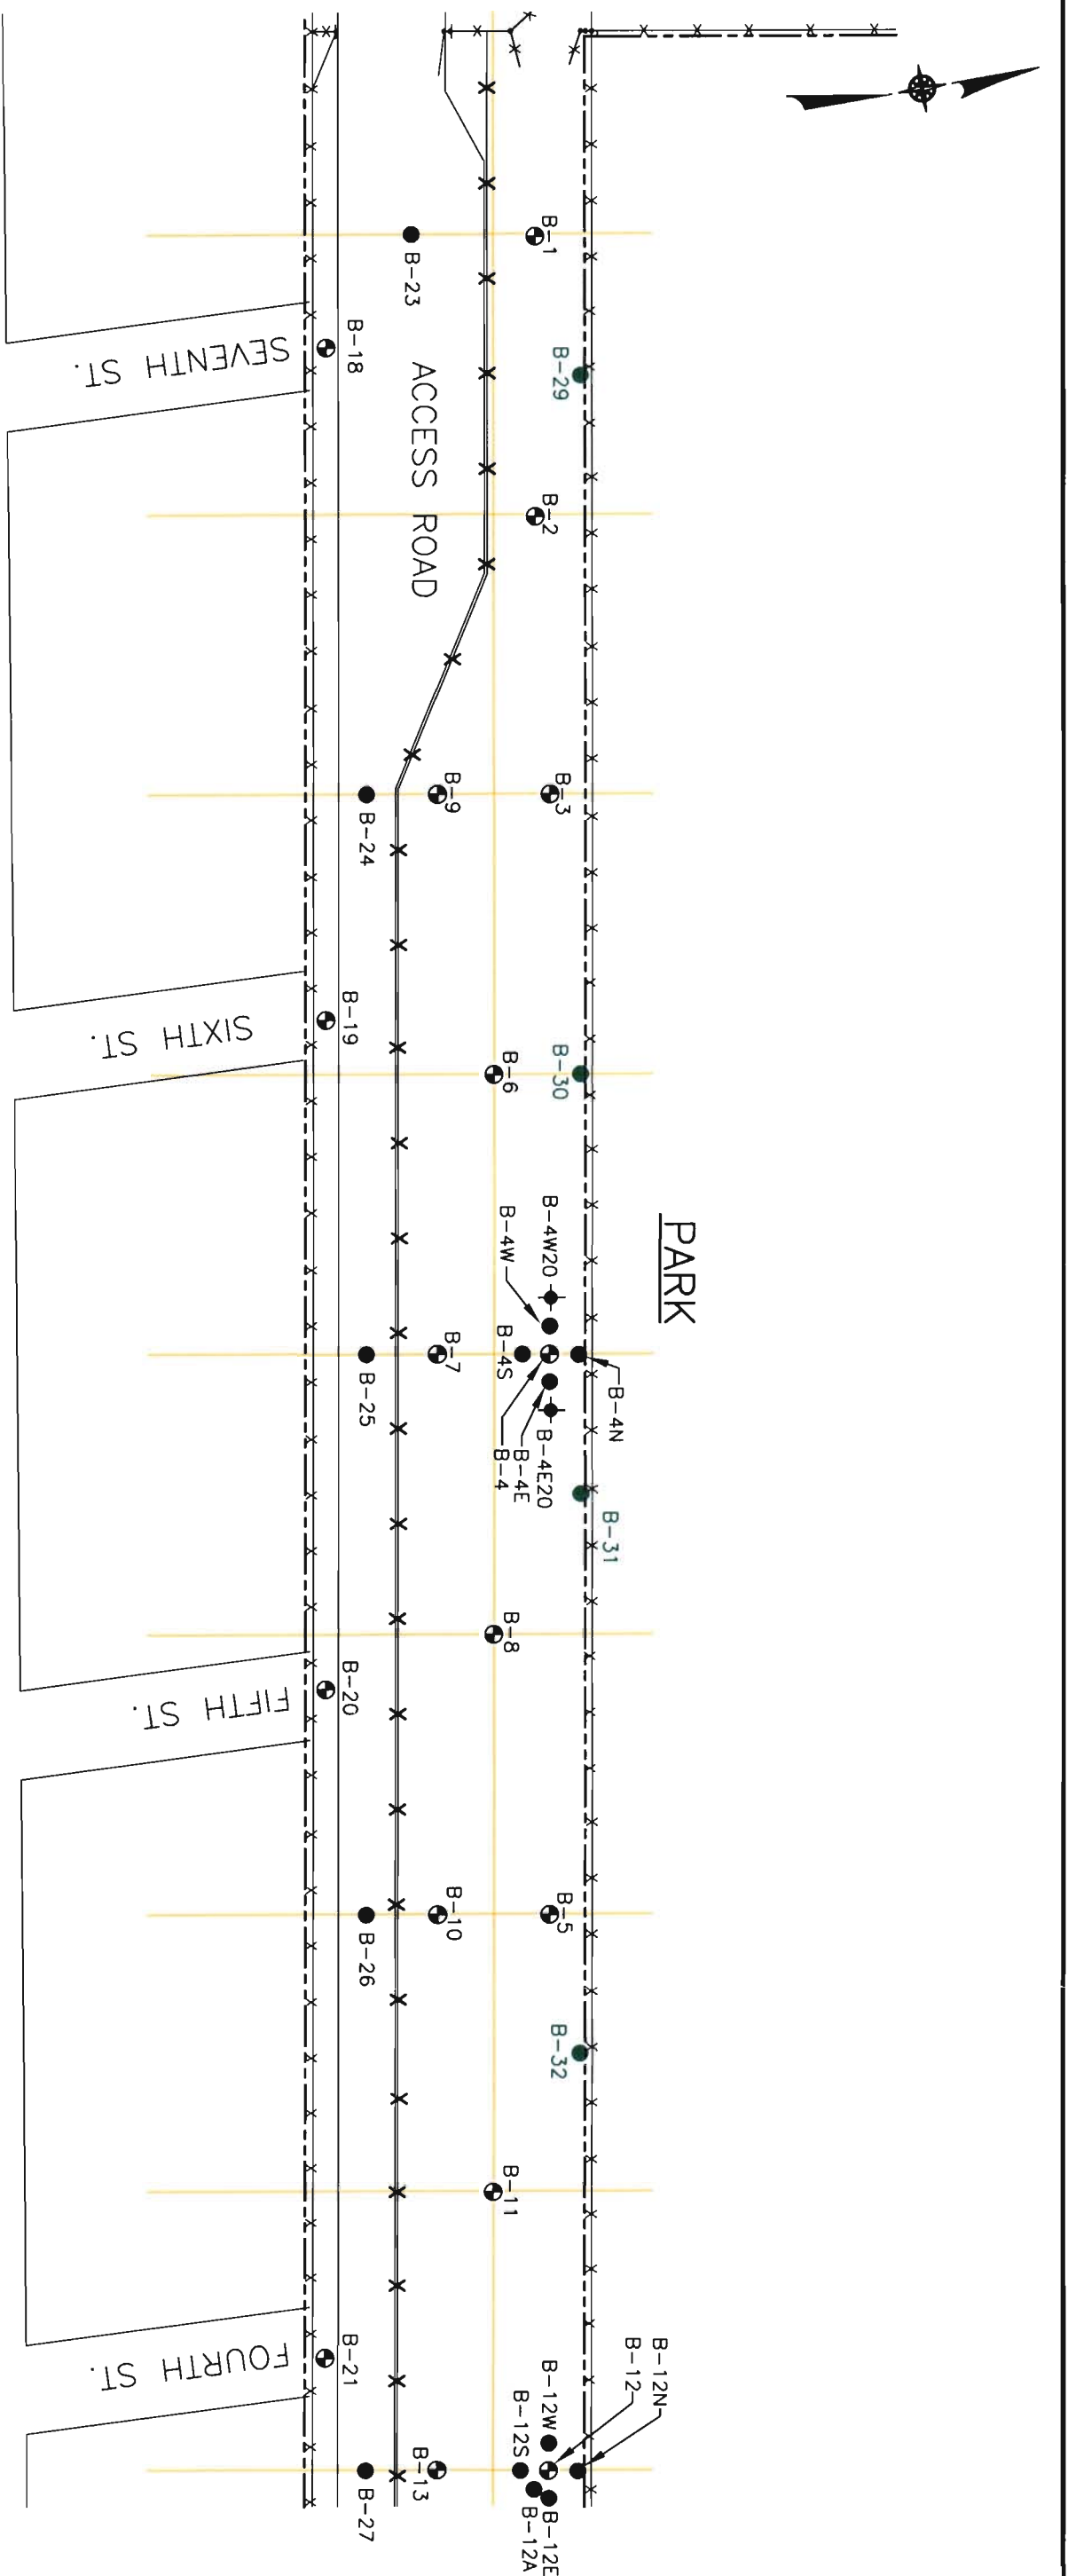 PARK
B-1
B-23
B-29
B-18
SEVENTH ST.
ACCESS ROAD
B-2
B-3
B-9
B-24
B-19
SIXTH ST.
B-6
B-30
B-4W20
B-4W
B-4S
B-4N
B-7
B-25
B-4E20
B-4E
B-4
B-31
B-8
B-20
FIFTH ST.
B-5
B-10
B-26
B-32
B-11
B-21
FOURTH ST.
B-12N
B-12
B-12W
B-12S
B-12E
B-12A
B-13
B-27